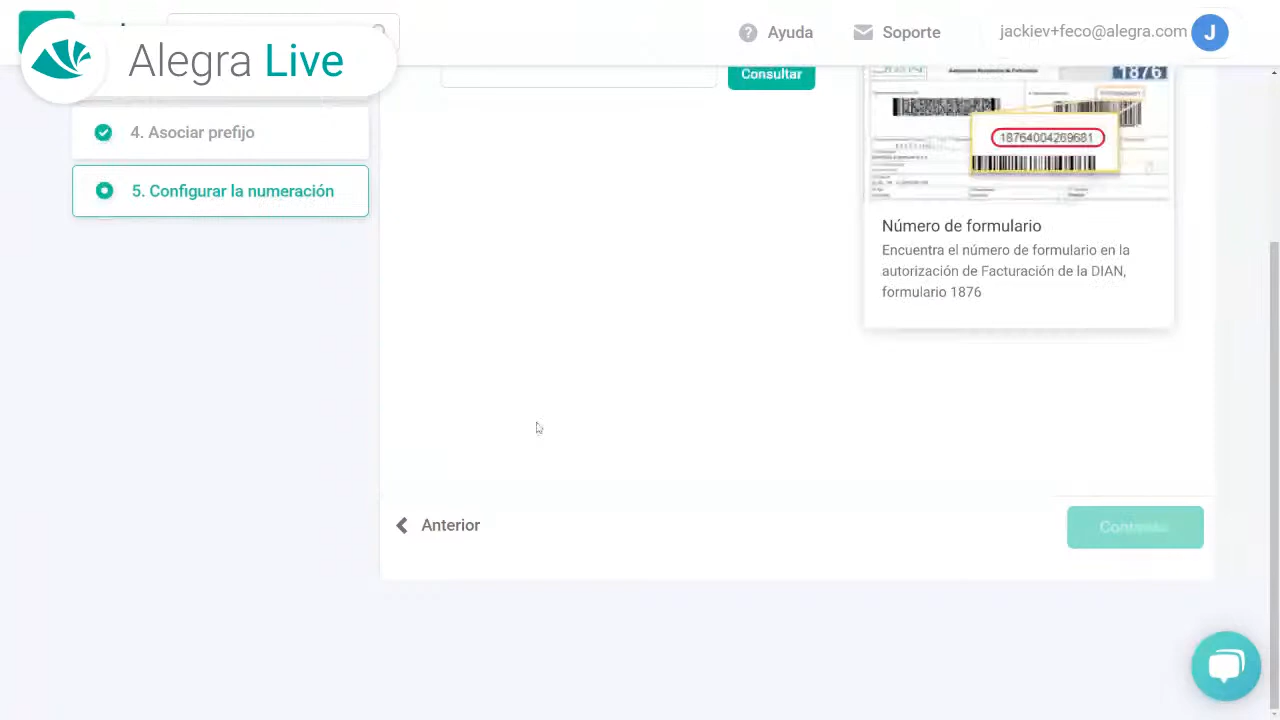 Alegra Live
Ayuda
Soporte
jackiev+feco@alegra.com
J
Consultar
1876
4. Asociar prefijo
18764004269681
5. Configurar la numeración
Número de formulario
Encuentra el número de formulario en la
autorización de Facturación de la DIAN,
formulario 1876
Anterior